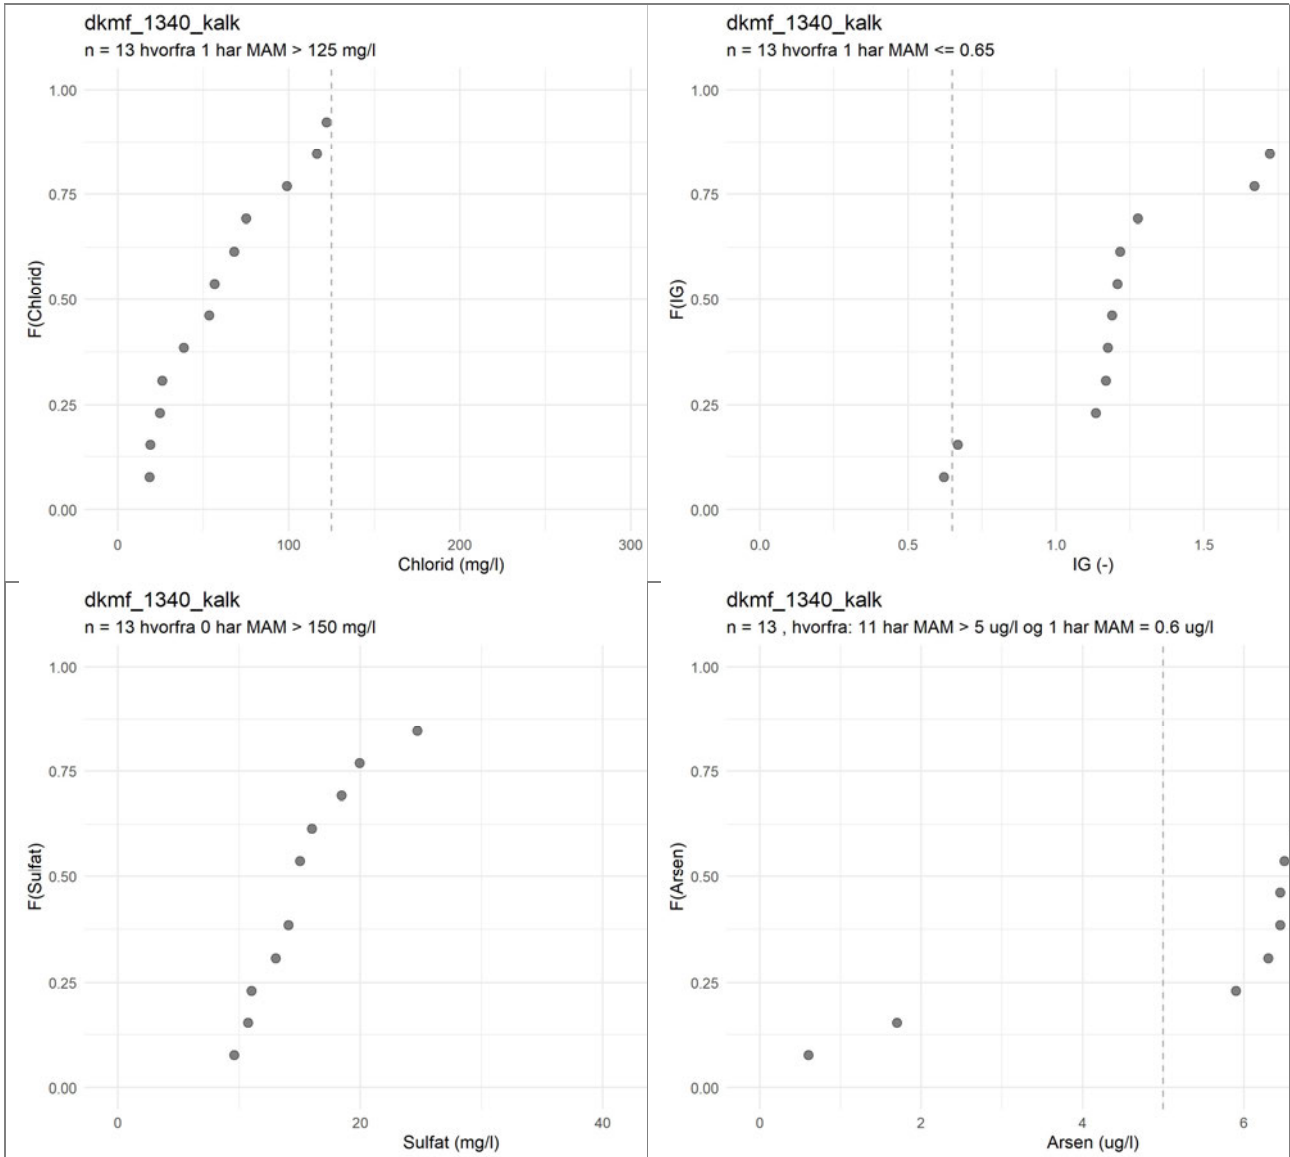 dkmf_1340_kalk
n = 13 hvorfra 1 har MAM > 125 mg/l
1.00
0.75
0.50
0.25
0.00
F(Chlorid)
0 100 200 300
Chlorid (mg/l)
dkmf_1340_kalk
n = 13 hvorfra 1 har MAM <= 0.65
1.00
0.75
0.50
0.25
0.00
F(IG)
0.0 0.5 1.0 1.5
IG (-)
dkmf_1340_kalk
n = 13 hvorfra 0 har MAM > 150 mg/l
1.00
0.75
0.50
0.25
0.00
F(Sulfat)
0 20 40
Sulfat (mg/l)
dkmf_1340_kalk
n = 13 , hvorfra: 11 har MAM > 5 ug/l og 1 har MAM = 0.6 ug/l
1.00
0.75
0.50
0.25
0.00
F(Arsen)
0 2 4 6
Arsen (ug/l)